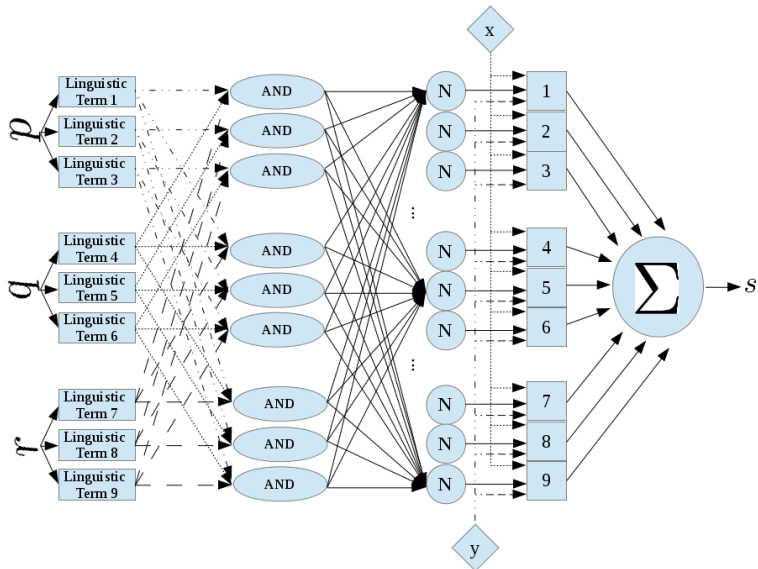 x
Linguistic
Term 1
Linguistic
Term 2
Linguistic
Term 3
Linguistic
Term 4
Linguistic
Term 5
Linguistic
Term 6
Linguistic
Term 7
Linguistic
Term 8
Linguistic
Term 9
AND
AND
AND
AND
AND
AND
AND
AND
AND
N
N
N
...
N
N
N
...
N
N
N
1
2
3
4
5
6
7
8
9
Σ
s
y